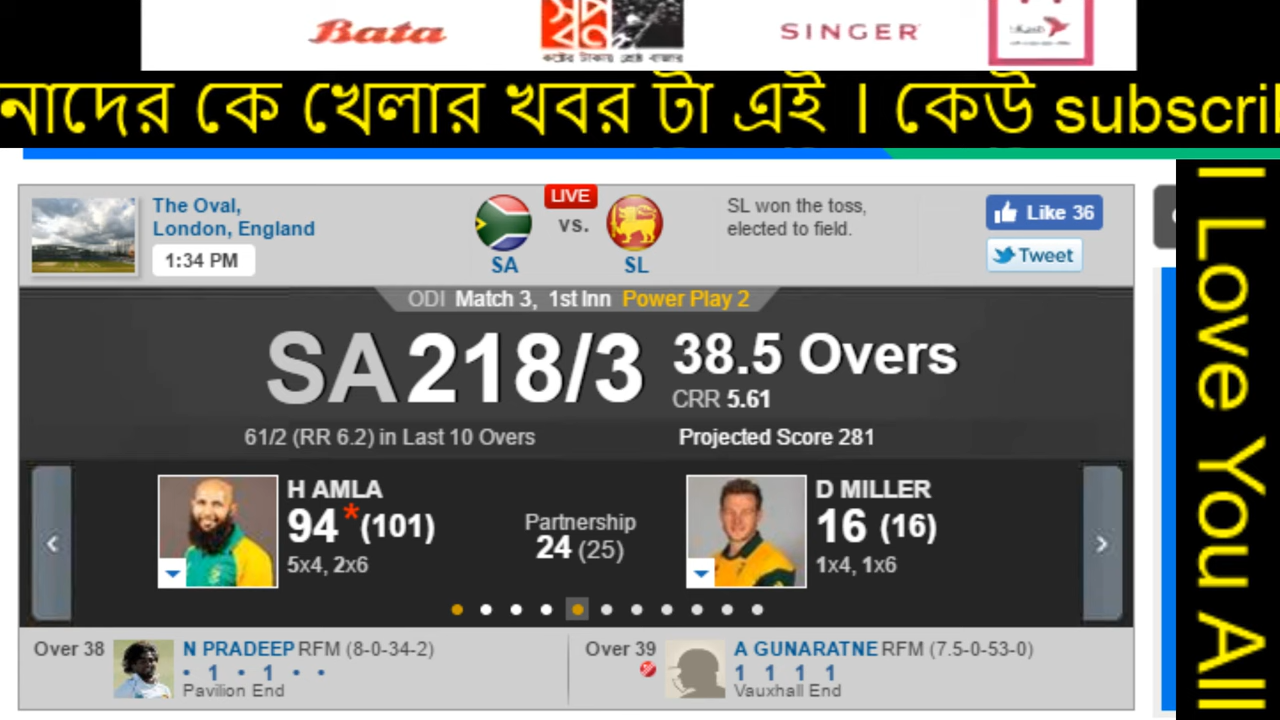 Bata
SINGER
নাদের কে খেলার খবর টা এই । কেউ subscri
I Love You All
The Oval,
London, England
1:34 PM
LIVE
vs.
SA
SL
SL won the toss,
elected to field.
Like 36
Tweet
ODI Match 3, 1st Inn Power Play 2
SA 218/3
38.5 Overs
CRR 5.61
61/2 (RR 6.2) in Last 10 Overs
Projected Score 281
H AMLA
94*(101)
5x4, 2x6
Partnership
24 (25)
D MILLER
16 (16)
1x4, 1x6
Over 38
N PRADEEP RFM (8-0-34-2)
• 1 • 1 • •
Pavilion End
Over 39
A GUNARATNE RFM (7.5-0-53-0)
1 1 1 1
Vauxhall End